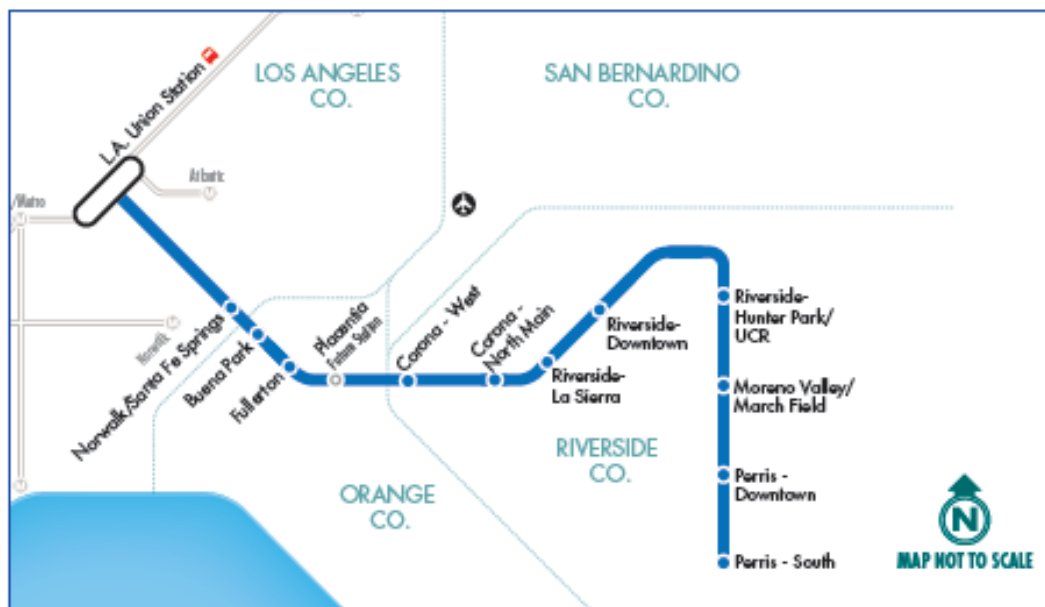 LOS ANGELES
CO.
SAN BERNARDINO
CO.
L.A. Union Station
Atlantic
/Metro
Norwalk
Norwalk/Santa Fe Springs
Buena Park
Fullerton
Placentia
Future Station
Corona - West
Corona -
North Main
Riverside-
La Sierra
Riverside-
Downtown
Riverside-
Hunter Park/
UCR
Moreno Valley/
March Field
Perris -
Downtown
Perris - South
RIVERSIDE
CO.
ORANGE
CO.
N
MAP NOT TO SCALE